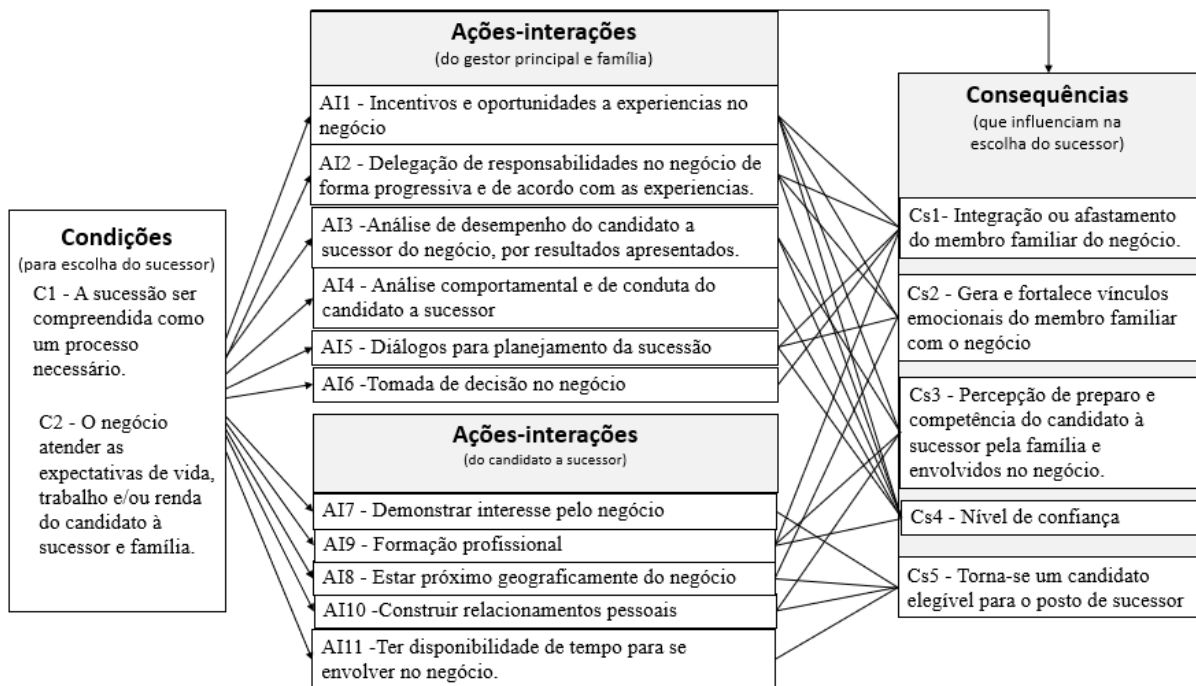 Condições
(para escolha do sucessor)
C1 - A sucessão ser
compreendida como
um processo
necessário.
C2 - O negócio
atender as
expectativas de vida,
trabalho e/ou renda
do candidato à
sucessor e família.
Ações-interações
(do gestor principal e família)
AI1 - Incentivos e oportunidades a experiencias no
negócio
AI2 - Delegação de responsabilidades no negócio de
forma progressiva e de acordo com as experiencias.
AI3 -Análise de desempenho do candidato a
sucessor do negócio, por resultados apresentados.
AI4 - Análise comportamental e de conduta do
candidato a sucessor
AI5 - Diálogos para planejamento da sucessão
AI6 -Tomada de decisão no negócio
Ações-interações
(do candidato a sucessor)
AI7 - Demonstrar interesse pelo negócio
AI9 - Formação profissional
AI8 - Estar próximo geograficamente do negócio
AI10 -Construir relacionamentos pessoais
AI11 -Ter disponibilidade de tempo para se
envolver no negócio.
Consequências
(que influenciam na
escolha do sucessor)
Cs1- Integração ou afastamento
do membro familiar do negócio.
Cs2 - Gera e fortalece vínculos
emocionais do membro familiar
com o negócio
Cs3 - Percepção de preparo e
competência do candidato à
sucessor pela família e
envolvidos no negócio.
Cs4 - Nível de confiança
Cs5 - Torna-se um candidato
elegível para o posto de sucessor